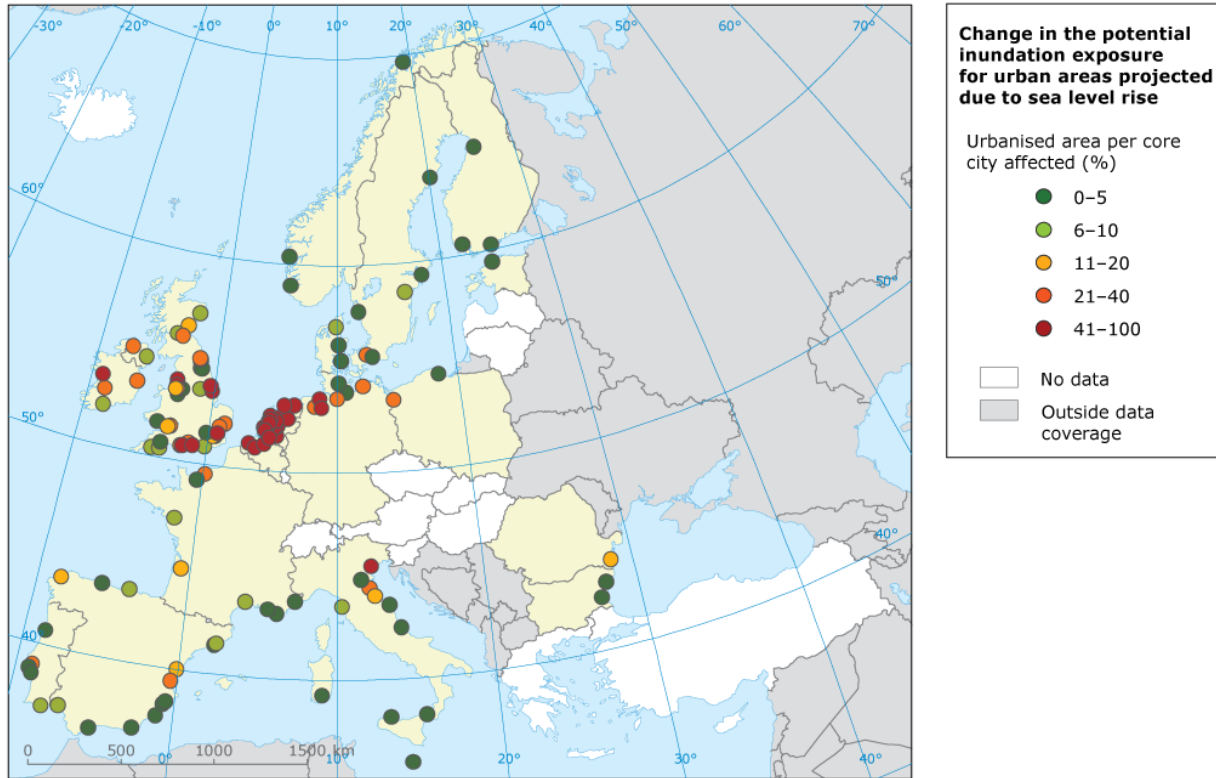 -30°
-20°
-10°
0°
10°
20°
30°
40°
50°
60°
70°
60°
50°
50°
40°
40°
0
500
1000
1500 km
0°
10°
20°
30°
40°
Change in the potential
inundation exposure
for urban areas projected
due to sea level rise
Urbanised area per core
city affected (%)
0–5
6–10
11–20
21–40
41–100
No data
Outside data
coverage